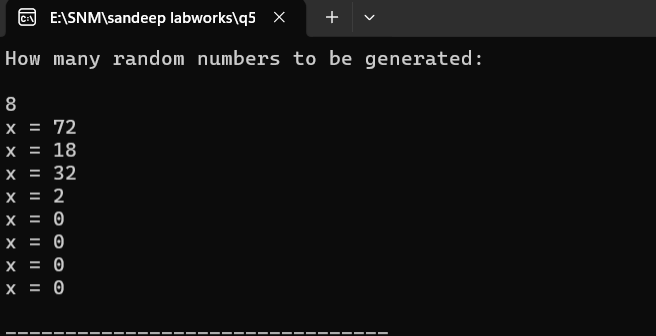 E:\SNM\sandeep labworks\q5
How many random numbers to be generated:
8
x = 72
x = 18
x = 32
x = 2
x = 0
x = 0
x = 0
x = 0
--------------------------------